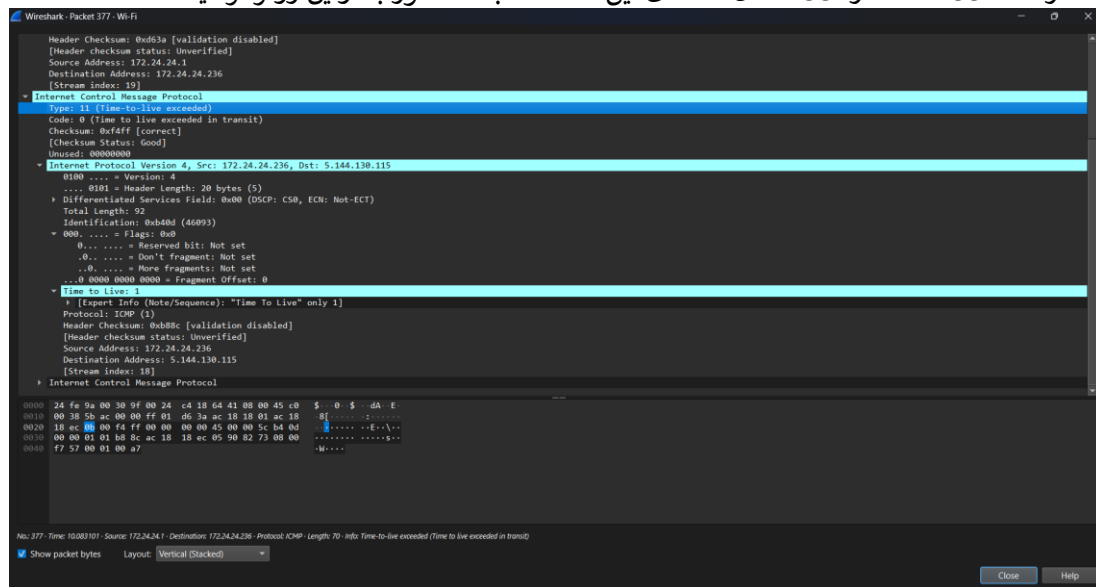 Wireshark · Packet 377 · Wi-Fi
Header Checksum: 0xd63a [validation disabled]
[Header checksum status: Unverified]
Source Address: 172.24.24.1
Destination Address: 172.24.24.236
[Stream index: 19]
Internet Control Message Protocol
Type: 11 (Time-to-live exceeded)
Code: 0 (Time to live exceeded in transit)
Checksum: 0xf4ff [correct]
[Checksum Status: Good]
Unused: 00000000
Internet Protocol Version 4, Src: 172.24.24.236, Dst: 5.144.130.115
0100 .... = Version: 4
.... 0101 = Header Length: 20 bytes (5)
Differentiated Services Field: 0x00 (DSCP: CS0, ECN: Not-ECT)
Total Length: 92
Identification: 0xb40d (46093)
000. .... = Flags: 0x0
0... .... = Reserved bit: Not set
.0.. .... = Don't fragment: Not set
..0. .... = More fragments: Not set
...0 0000 0000 0000 = Fragment Offset: 0
Time to Live: 1
[Expert Info (Note/Sequence): "Time To Live" only 1]
Protocol: ICMP (1)
Header Checksum: 0xb88c [validation disabled]
[Header checksum status: Unverified]
Source Address: 172.24.24.236
Destination Address: 5.144.130.115
[Stream index: 18]
Internet Control Message Protocol
0000 24 fe 9a 00 30 9f 00 24 c4 18 64 41 08 00 45 c0 $···0··$ ··dA··E·
0010 00 38 5b ac 00 00 ff 01 d6 3a ac 18 18 01 ac 18 ·8[····· ·:······
0020 18 ec 0b 00 f4 ff 00 00 00 00 45 00 00 5c b4 0d ········ ··E··\··
0030 00 00 01 01 b8 8c ac 18 18 ec 05 90 82 73 08 00 ········ ·····s··
0040 f7 57 00 01 00 a7 ·W····
No.: 377 · Time: 10.083101 · Source: 172.24.24.1 · Destination: 172.24.24.236 · Protocol: ICMP · Length: 70 · Info: Time-to-live exceeded (Time to live exceeded in transit)
Show packet bytes Layout: Vertical (Stacked)
Close Help